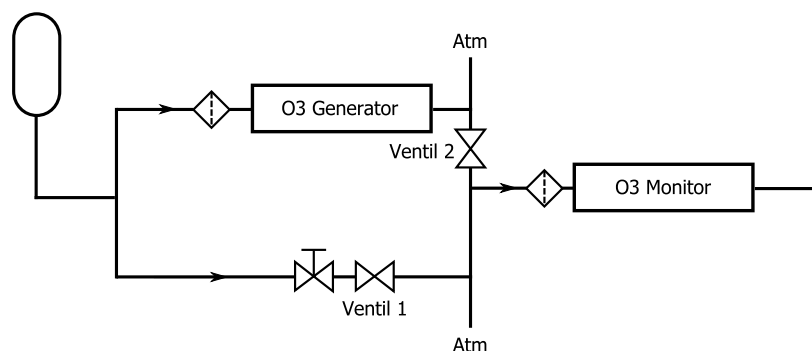 Atm
O3 Generator
Ventil 2
O3 Monitor
Ventil 1
Atm